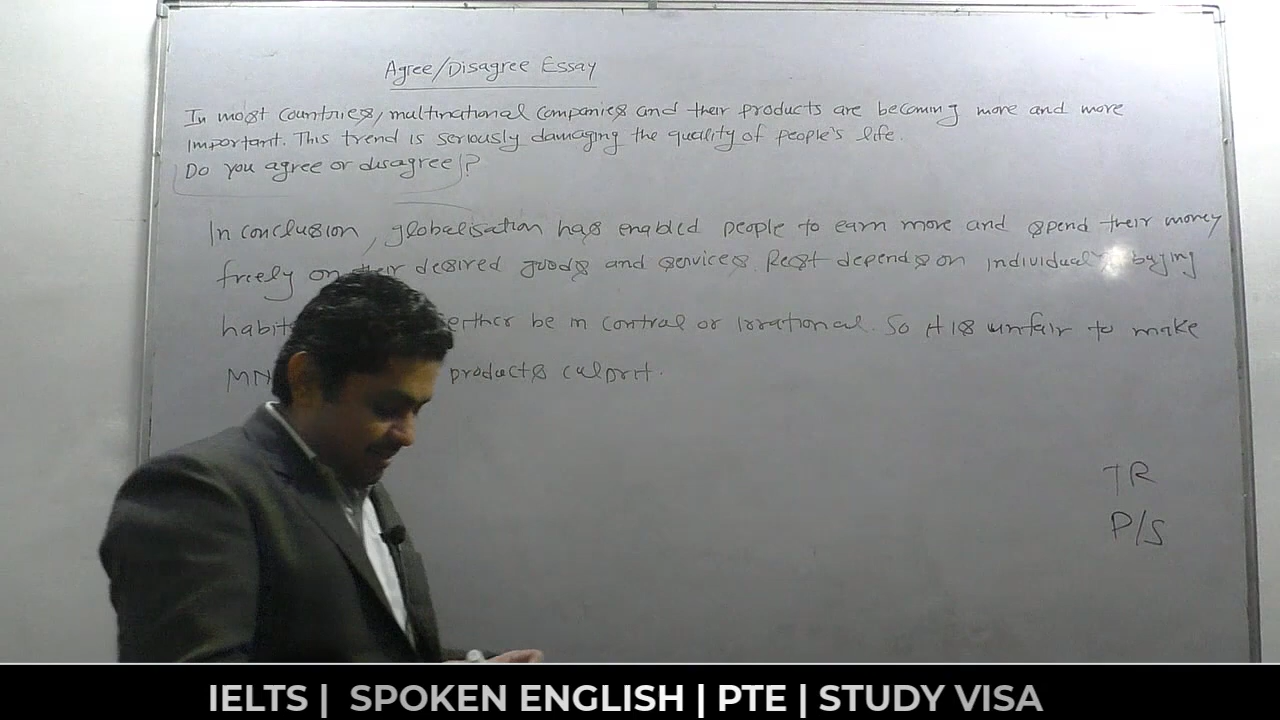 Agree/Disagree Essay
In most countries, multinational companies and their products are becoming more and more
important. This trend is seriously damaging the quality of people's life.
Do you agree or disagree?
In conclusion, globalisation has enabled people to earn more and spend their money
freely on their desired goods and services. Rest depends on individual's buying
habit either be in control or irrational. So it is unfair to make
MN products culprit.
TR
P/S
IELTS | SPOKEN ENGLISH | PTE | STUDY VISA